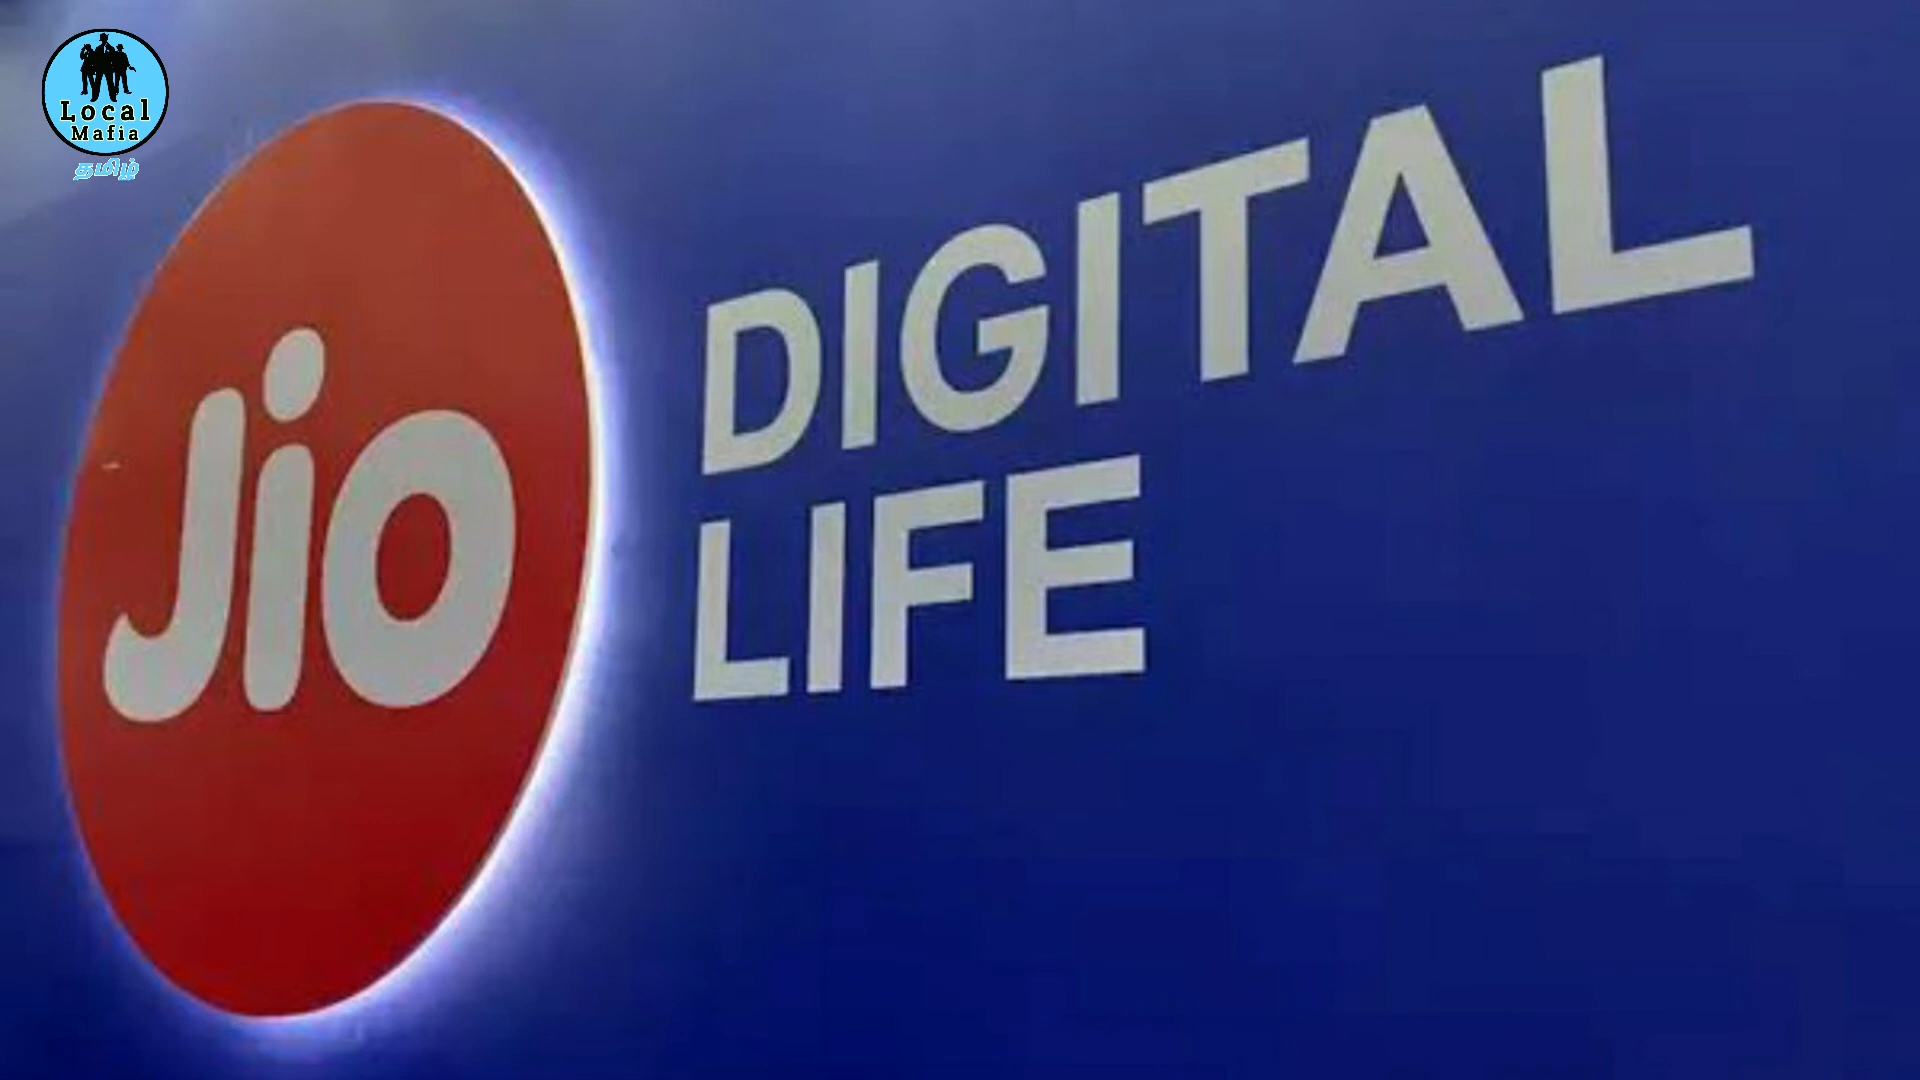 Local
Mafia
தமிழ்
Jio
DIGITAL
LIFE